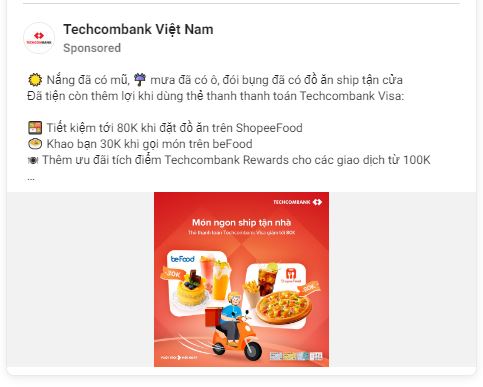 Techcombank Việt Nam
Sponsored
TECHCOMBANK
Nắng đã có mũ, mưa đã có ô, đói bụng đã có đồ ăn ship tận cửa
Đã tiện còn thêm lợi khi dùng thẻ thanh thanh toán Techcombank Visa:
Tiết kiệm tới 80K khi đặt đồ ăn trên ShopeeFood
Khao bạn 30K khi gọi món trên beFood
Thêm ưu đãi tích điểm Techcombank Rewards cho các giao dịch từ 100K
...
TECHCOMBANK
Món ngon ship tận nhà
Thẻ thanh toán Techcombank Visa giảm tới 80K
beFood
30K
ShopeeFood